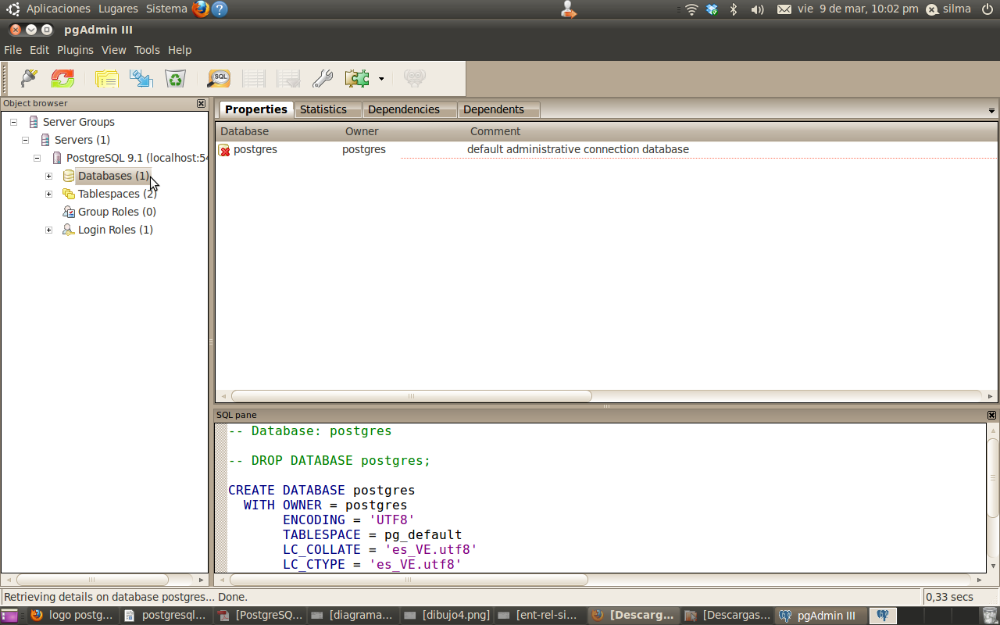 Aplicaciones Lugares Sistema ? vie 9 de mar, 10:02 pm silma
pgAdmin III
File Edit Plugins View Tools Help
SQL
Object browser
Server Groups
Servers (1)
PostgreSQL 9.1 (localhost:54
Databases (1)
Tablespaces (2)
Group Roles (0)
Login Roles (1)
Properties Statistics Dependencies Dependents
Database Owner Comment
postgres postgres default administrative connection database
SQL pane
-- Database: postgres
-- DROP DATABASE postgres;
CREATE DATABASE postgres
WITH OWNER = postgres
ENCODING = 'UTF8'
TABLESPACE = pg_default
LC_COLLATE = 'es_VE.utf8'
LC_CTYPE = 'es_VE.utf8'
Retrieving details on database postgres... Done. 0,33 secs
logo postg... postgresql... [PostgreSQ... [diagrama... [dibujo4.png] [ent-rel-si... [Descarg... [Descargas... pgAdmin III